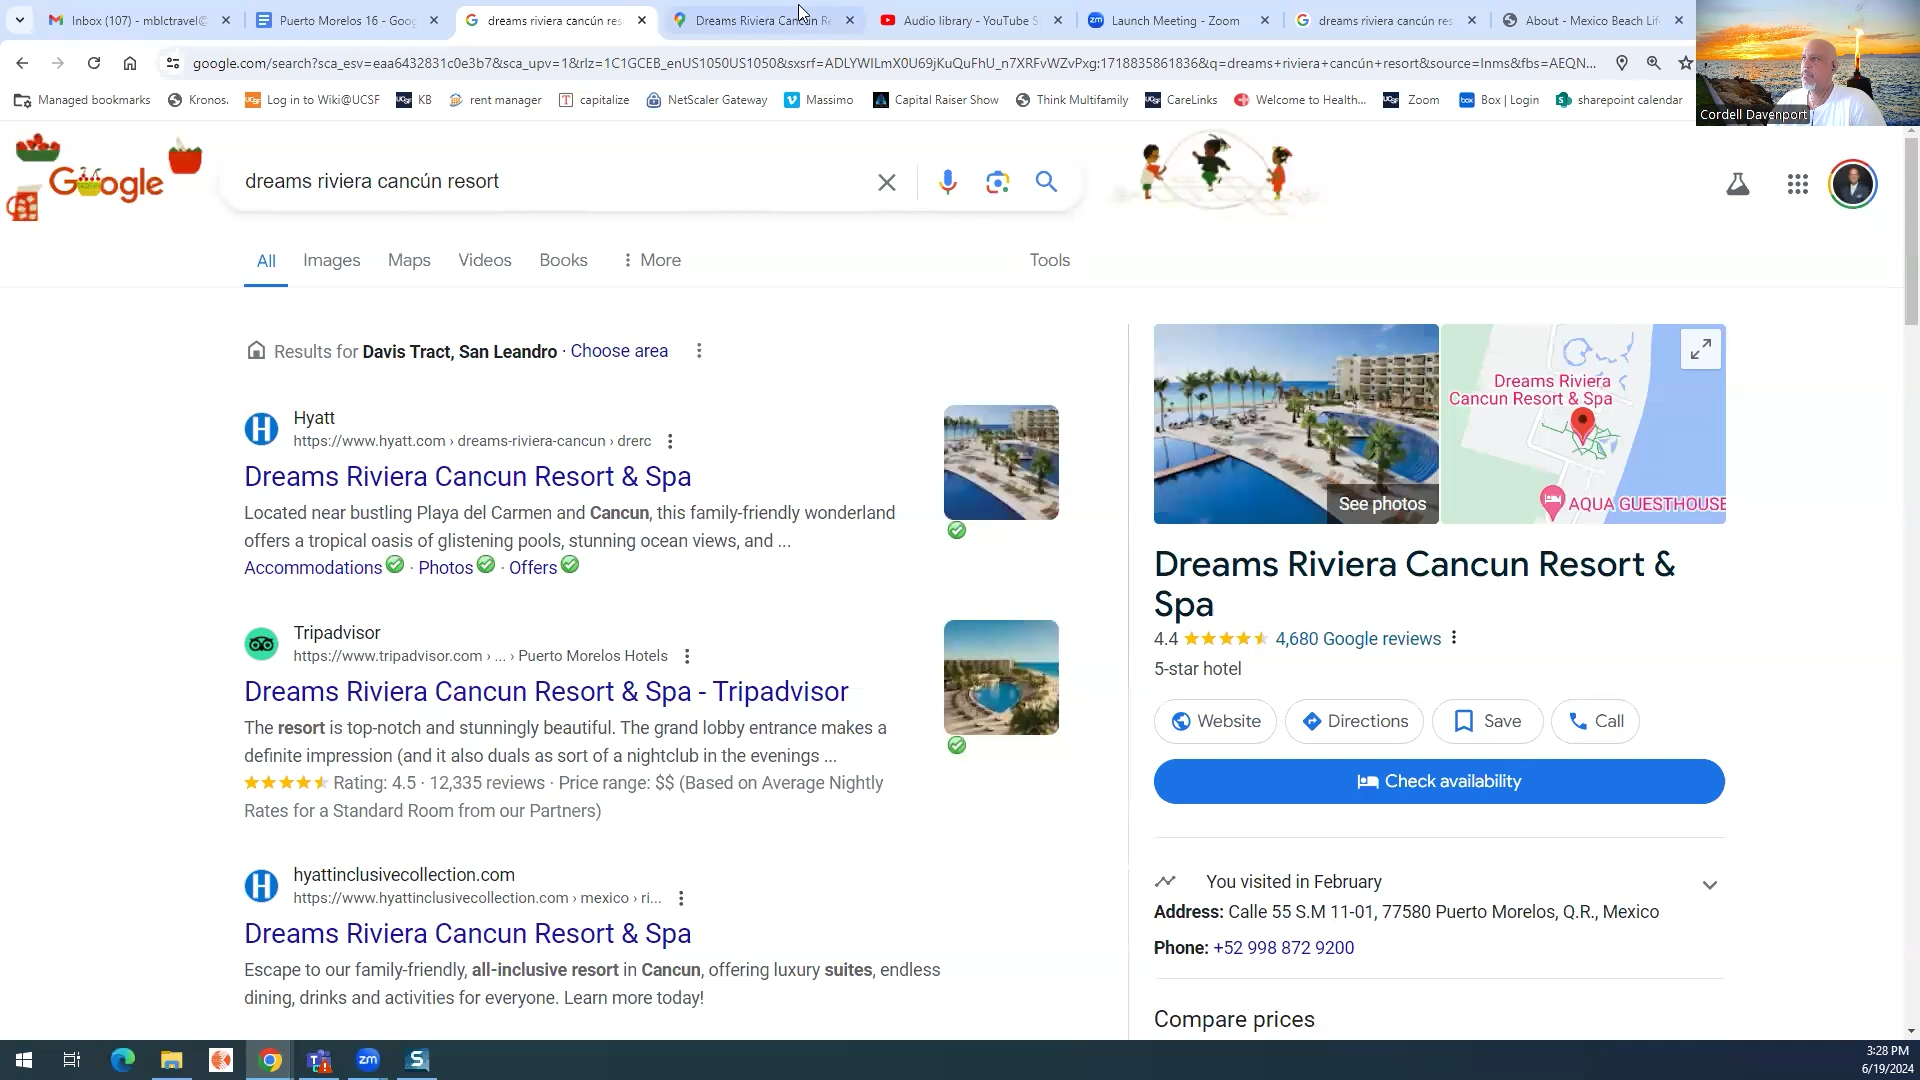 Inbox (107) - mblctravel@
Puerto Morelos 16 - Goog
dreams riviera cancún res
Dreams Riviera Cancun Re
Audio library - YouTube S
Launch Meeting - Zoom
dreams riviera cancún res
About - Mexico Beach Lif
google.com/search?sca_esv=eaa6432831c0e3b7&sca_upv=1&rlz=1C1GCEB_enUS1050US1050&sxsrf=ADLYWILmX0U69jKuQuFhU_n7XRFvWZvPxg:1718835861836&q=dreams+riviera+cancún+resort&source=lnms&fbs=AEQN...
Managed bookmarks
Kronos.
Log in to Wiki@UCSF
KB
rent manager
capitalize
NetScaler Gateway
Massimo
Capital Raiser Show
Think Multifamily
CareLinks
Welcome to Health...
Zoom
Box | Login
sharepoint calendar
Cordell Davenport
Google
dreams riviera cancún resort
All
Images
Maps
Videos
Books
More
Tools
Results for Davis Tract, San Leandro · Choose area
Hyatt
https://www.hyatt.com › dreams-riviera-cancun › drerc
Dreams Riviera Cancun Resort & Spa
Located near bustling Playa del Carmen and Cancun, this family-friendly wonderland
offers a tropical oasis of glistening pools, stunning ocean views, and ...
Accommodations · Photos · Offers
Tripadvisor
https://www.tripadvisor.com › ... › Puerto Morelos Hotels
Dreams Riviera Cancun Resort & Spa - Tripadvisor
The resort is top-notch and stunningly beautiful. The grand lobby entrance makes a
definite impression (and it also duals as sort of a nightclub in the evenings ...
Rating: 4.5 · 12,335 reviews · Price range: $$ (Based on Average Nightly
Rates for a Standard Room from our Partners)
hyattinclusivecollection.com
https://www.hyattinclusivecollection.com › mexico › ri...
Dreams Riviera Cancun Resort & Spa
Escape to our family-friendly, all-inclusive resort in Cancun, offering luxury suites, endless
dining, drinks and activities for everyone. Learn more today!
See photos
Dreams Riviera
Cancun Resort & Spa
AQUA GUESTHOUSE
Dreams Riviera Cancun Resort &
Spa
4.4 4,680 Google reviews
5-star hotel
Website
Directions
Save
Call
Check availability
You visited in February
Address: Calle 55 S.M 11-01, 77580 Puerto Morelos, Q.R., Mexico
Phone: +52 998 872 9200
Compare prices
3:28 PM
6/19/2024